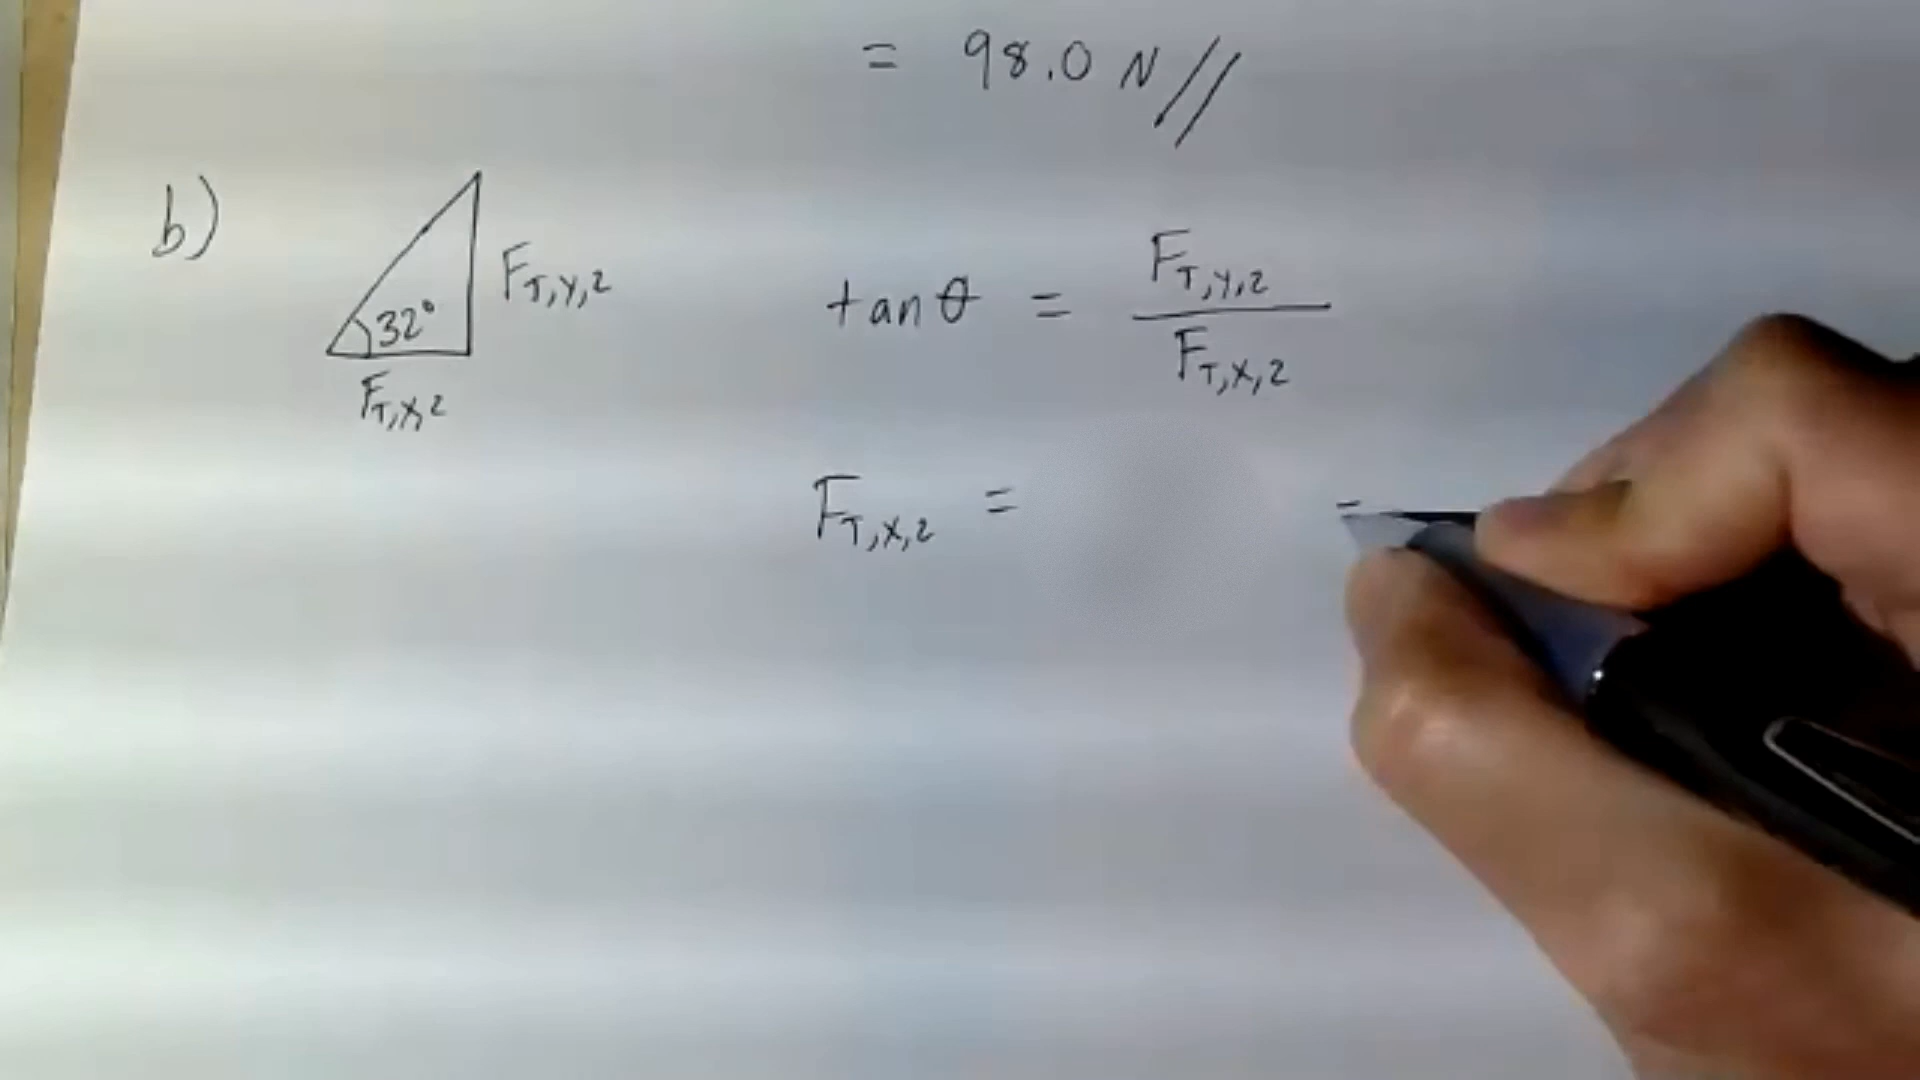 = 98.0 N//
b) 32° F_T,Y,2 F_T,X,2
tan θ = F_T,Y,2 / F_T,X,2
F_T,X,2 = =